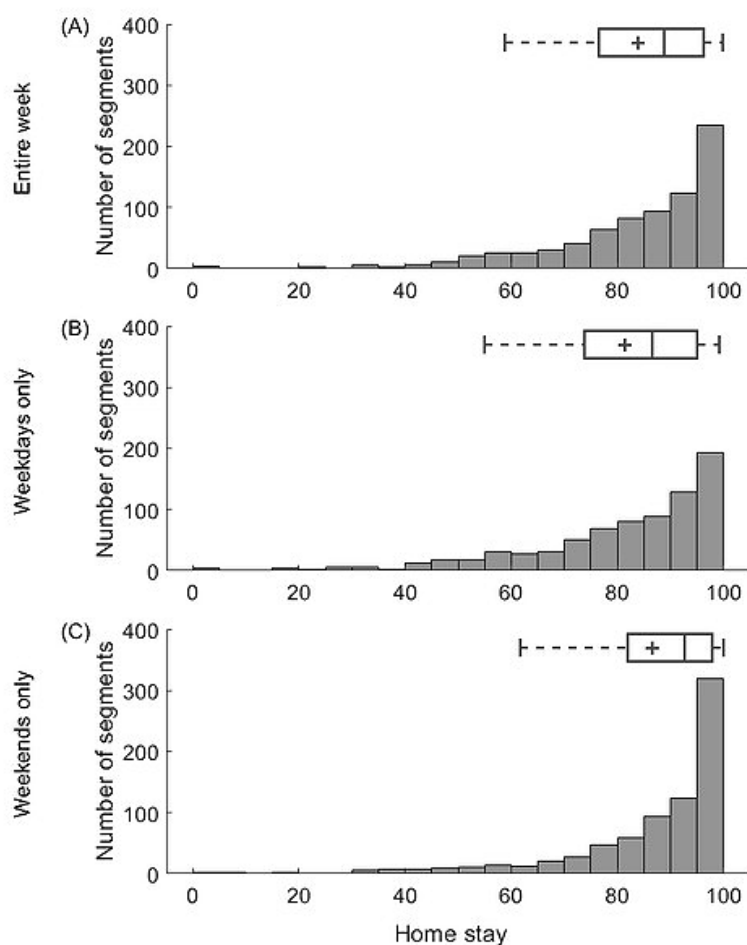 (A)
Entire week
Number of segments
400
300
200
100
0
0 20 40 60 80 100
(B)
Weekdays only
Number of segments
400
300
200
100
0
0 20 40 60 80 100
(C)
Weekends only
Number of segments
400
300
200
100
0
0 20 40 60 80 100
Home stay